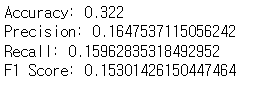 Accuracy: 0.322
Precision: 0.1647537115056242
Recall: 0.15962835318492952
F1 Score: 0.15301426150447464